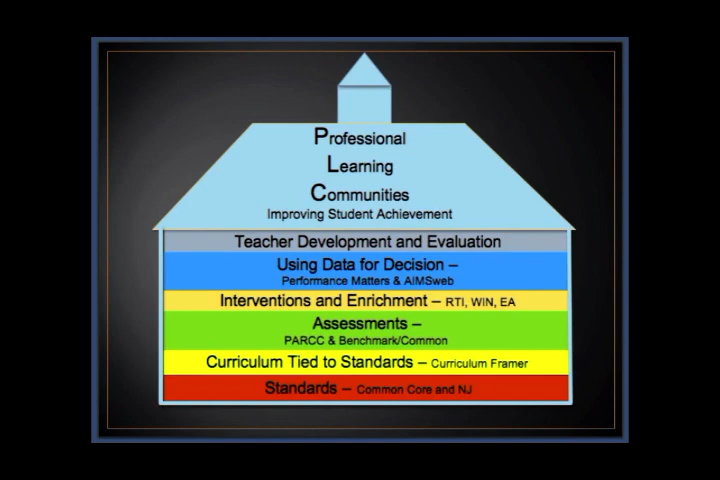 Professional
Learning
Communities
Improving Student Achievement
Teacher Development and Evaluation
Using Data for Decision –
Performance Matters & AIMSweb
Interventions and Enrichment – RTI, WIN, EA
Assessments –
PARCC & Benchmark/Common
Curriculum Tied to Standards – Curriculum Framer
Standards – Common Core and NJ